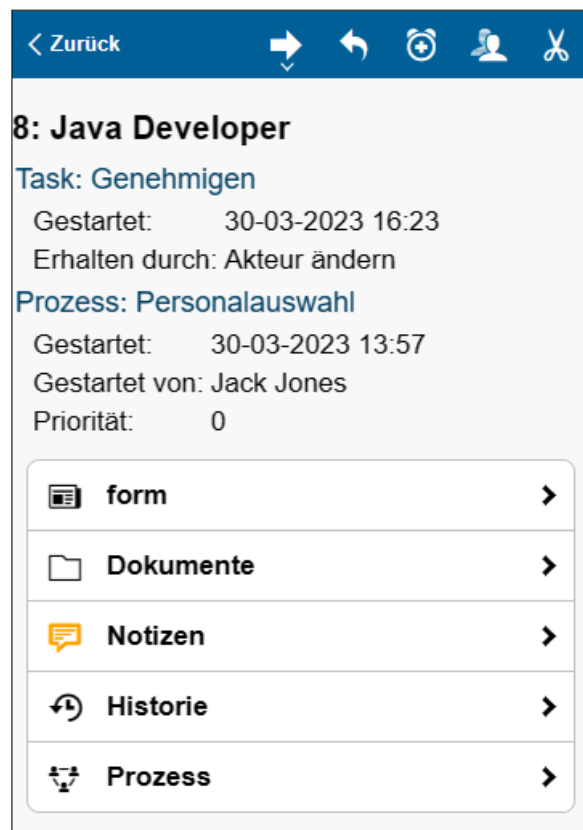 Zurück
8: Java Developer
Task: Genehmigen
Gestartet: 30-03-2023 16:23
Erhalten durch: Akteur ändern
Prozess: Personalauswahl
Gestartet: 30-03-2023 13:57
Gestartet von: Jack Jones
Priorität: 0
form
Dokumente
Notizen
Historie
Prozess